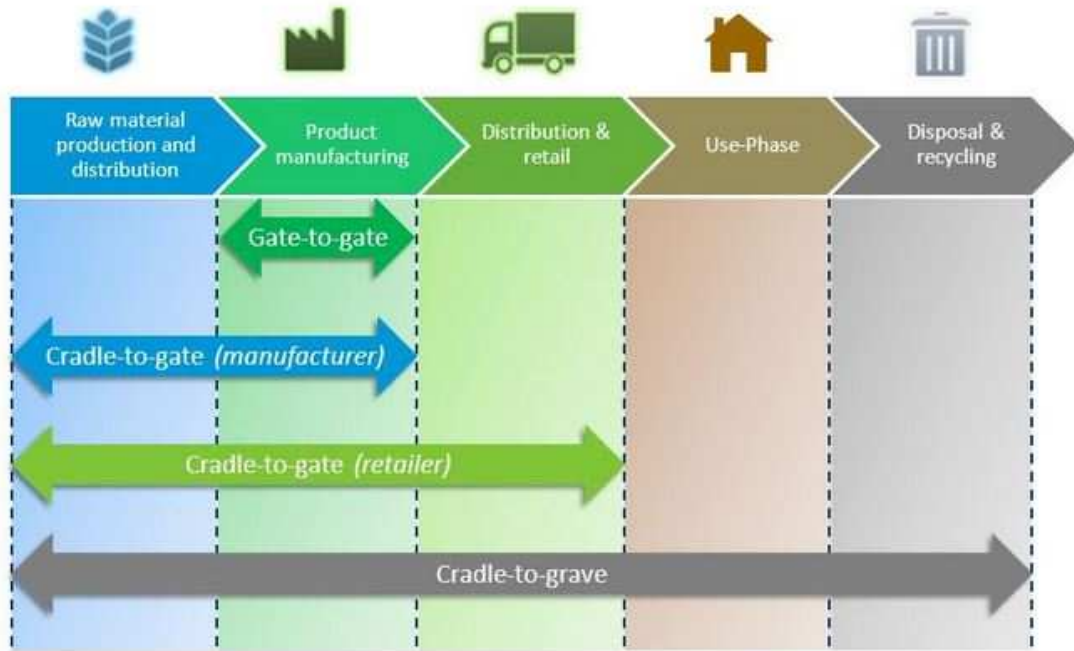 Raw material
production and
distribution
Product
manufacturing
Distribution &
retail
Use-Phase
Disposal &
recycling
Gate-to-gate
Cradle-to-gate (manufacturer)
Cradle-to-gate (retailer)
Cradle-to-grave